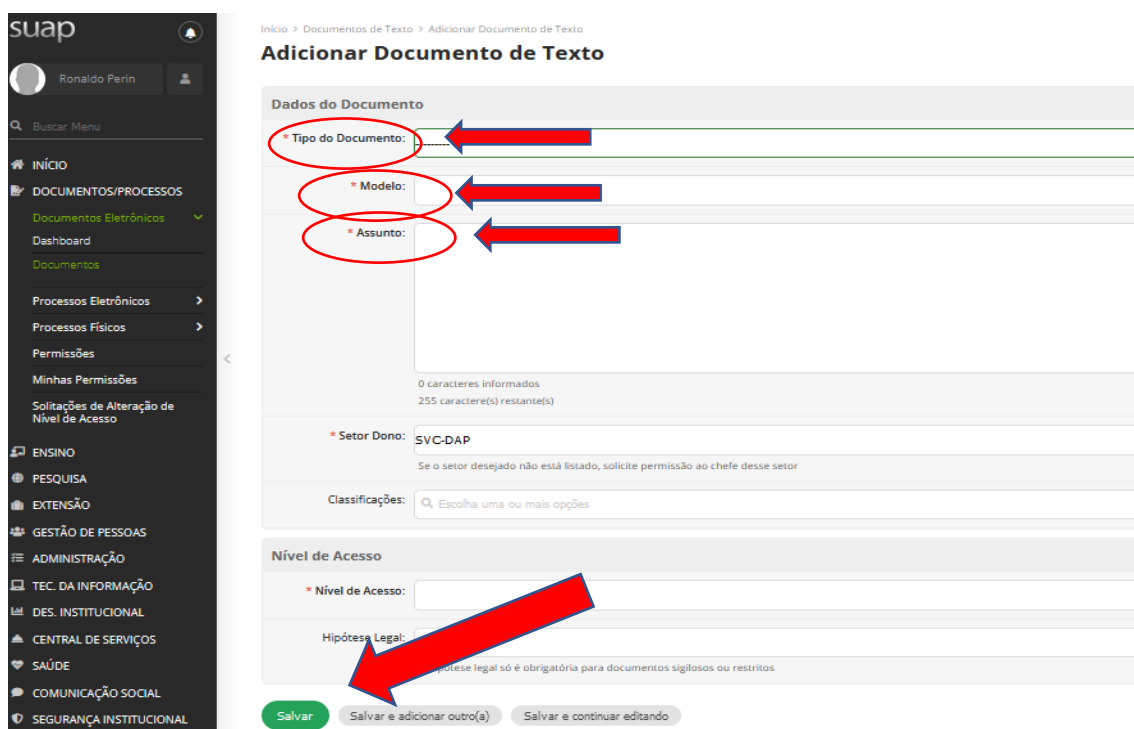 suap
Ronaldo Perin
Buscar Menu
INÍCIO
DOCUMENTOS/PROCESSOS
Documentos Eletrônicos
Dashboard
Documentos
Processos Eletrônicos
Processos Físicos
Permissões
Minhas Permissões
Solitações de Alteração de
Nível de Acesso
ENSINO
PESQUISA
EXTENSÃO
GESTÃO DE PESSOAS
ADMINISTRAÇÃO
TEC. DA INFORMAÇÃO
DES. INSTITUCIONAL
CENTRAL DE SERVIÇOS
SAÚDE
COMUNICAÇÃO SOCIAL
SEGURANÇA INSTITUCIONAL
Início > Documentos de Texto > Adicionar Documento de Texto
Adicionar Documento de Texto
Dados do Documento
* Tipo do Documento: ---------
* Modelo:
* Assunto:
0 caracteres informados
255 caractere(s) restante(s)
* Setor Dono: SVC-DAP
Se o setor desejado não está listado, solicite permissão ao chefe desse setor
Classificações: Escolha uma ou mais opções
Nível de Acesso
* Nível de Acesso:
Hipótese Legal:
legal só é obrigatória para documentos sigilosos ou restritos
Salvar Salvar e adicionar outro(a) Salvar e continuar editando